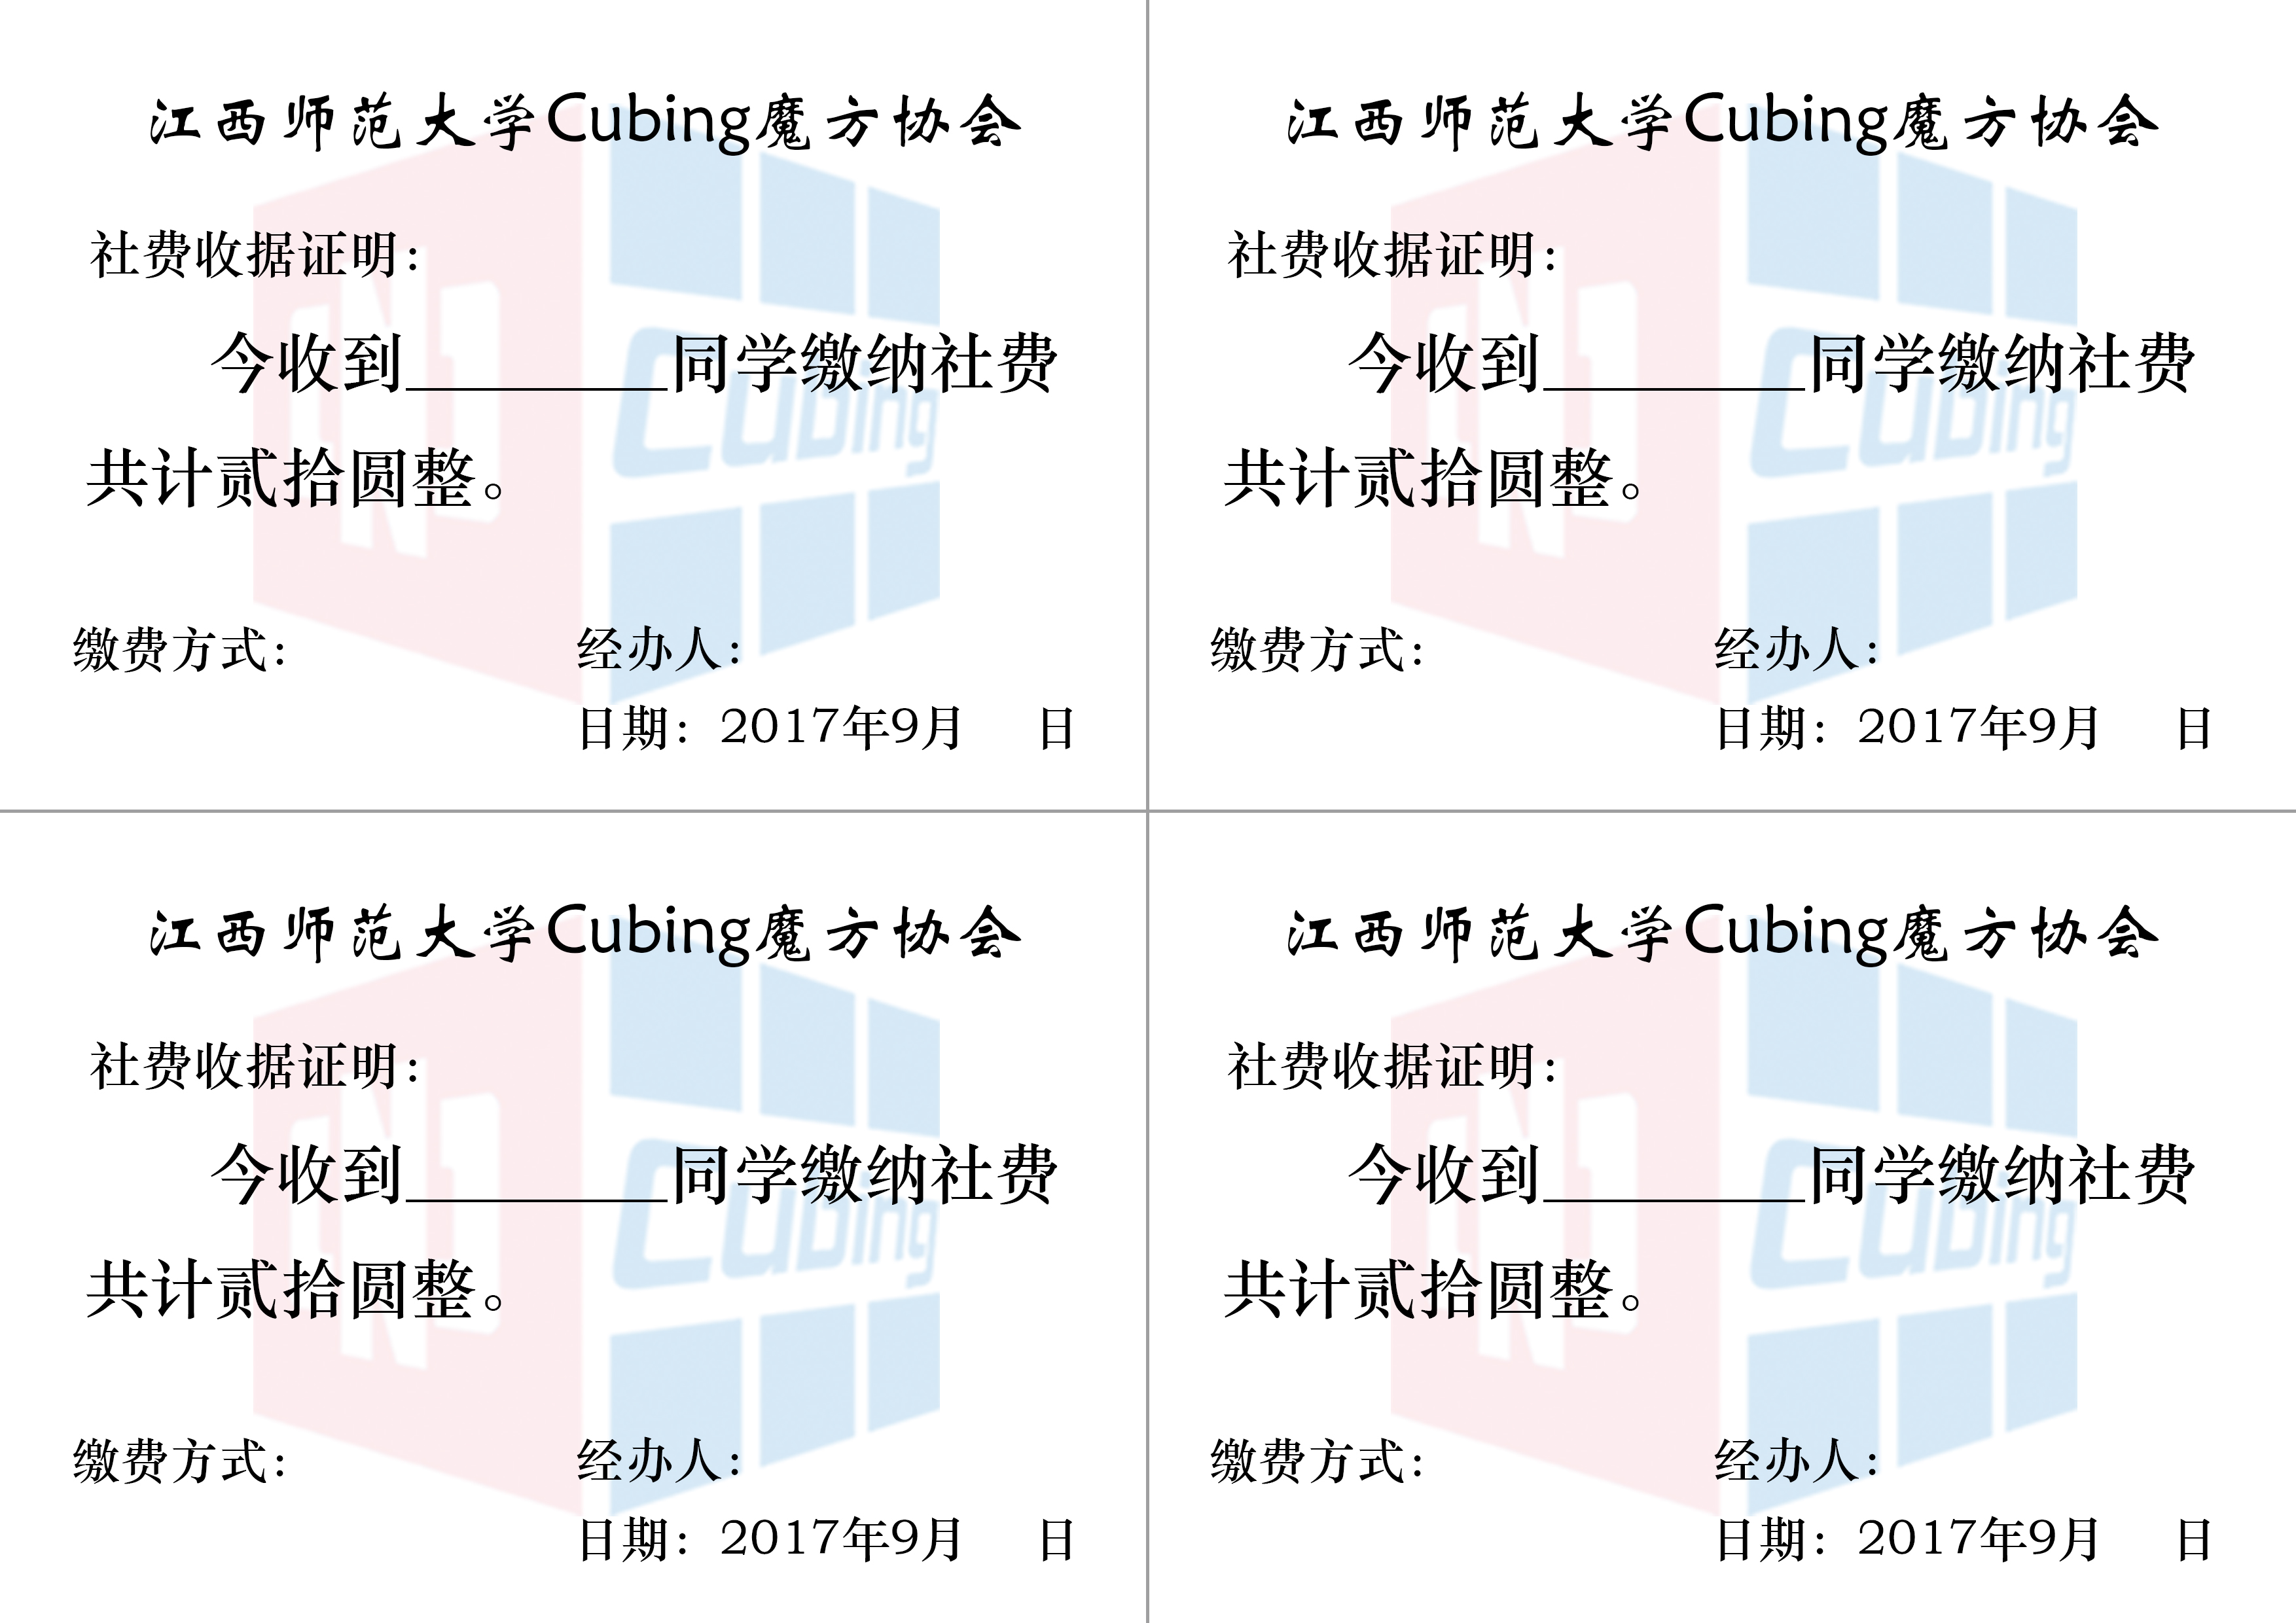 江西师范大学Cubing魔方协会
社费收据证明：
今收到________同学缴纳社费
共计贰拾圆整。
缴费方式： 经办人：
日期：2017年9月 日
Cubing
江西师范大学Cubing魔方协会
社费收据证明：
今收到________同学缴纳社费
共计贰拾圆整。
缴费方式： 经办人：
日期：2017年9月 日
Cubing
江西师范大学Cubing魔方协会
社费收据证明：
今收到________同学缴纳社费
共计贰拾圆整。
缴费方式： 经办人：
日期：2017年9月 日
Cubing
江西师范大学Cubing魔方协会
社费收据证明：
今收到________同学缴纳社费
共计贰拾圆整。
缴费方式： 经办人：
日期：2017年9月 日
Cubing